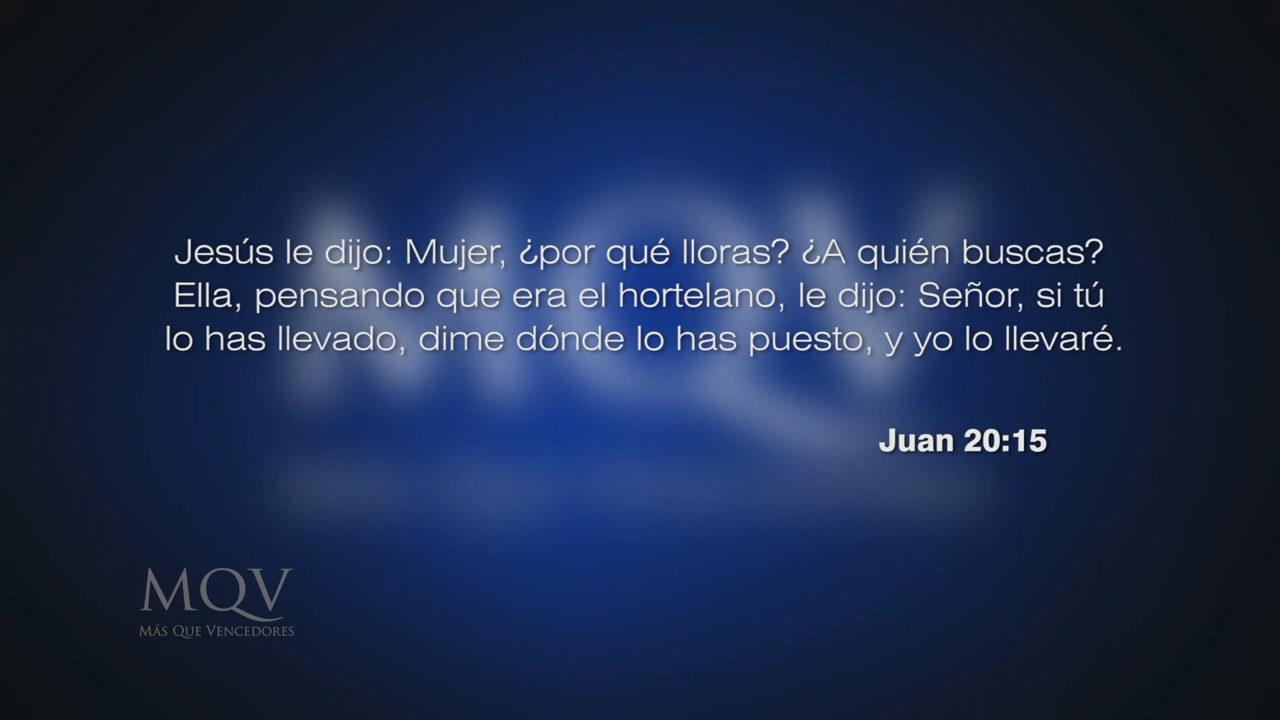 Jesús le dijo: Mujer, ¿por qué lloras? ¿A quién buscas?
Ella, pensando que era el hortelano, le dijo: Señor, si tú
lo has llevado, dime dónde lo has puesto, y yo lo llevaré.
Juan 20:15
MQV
Más Que Vencedores